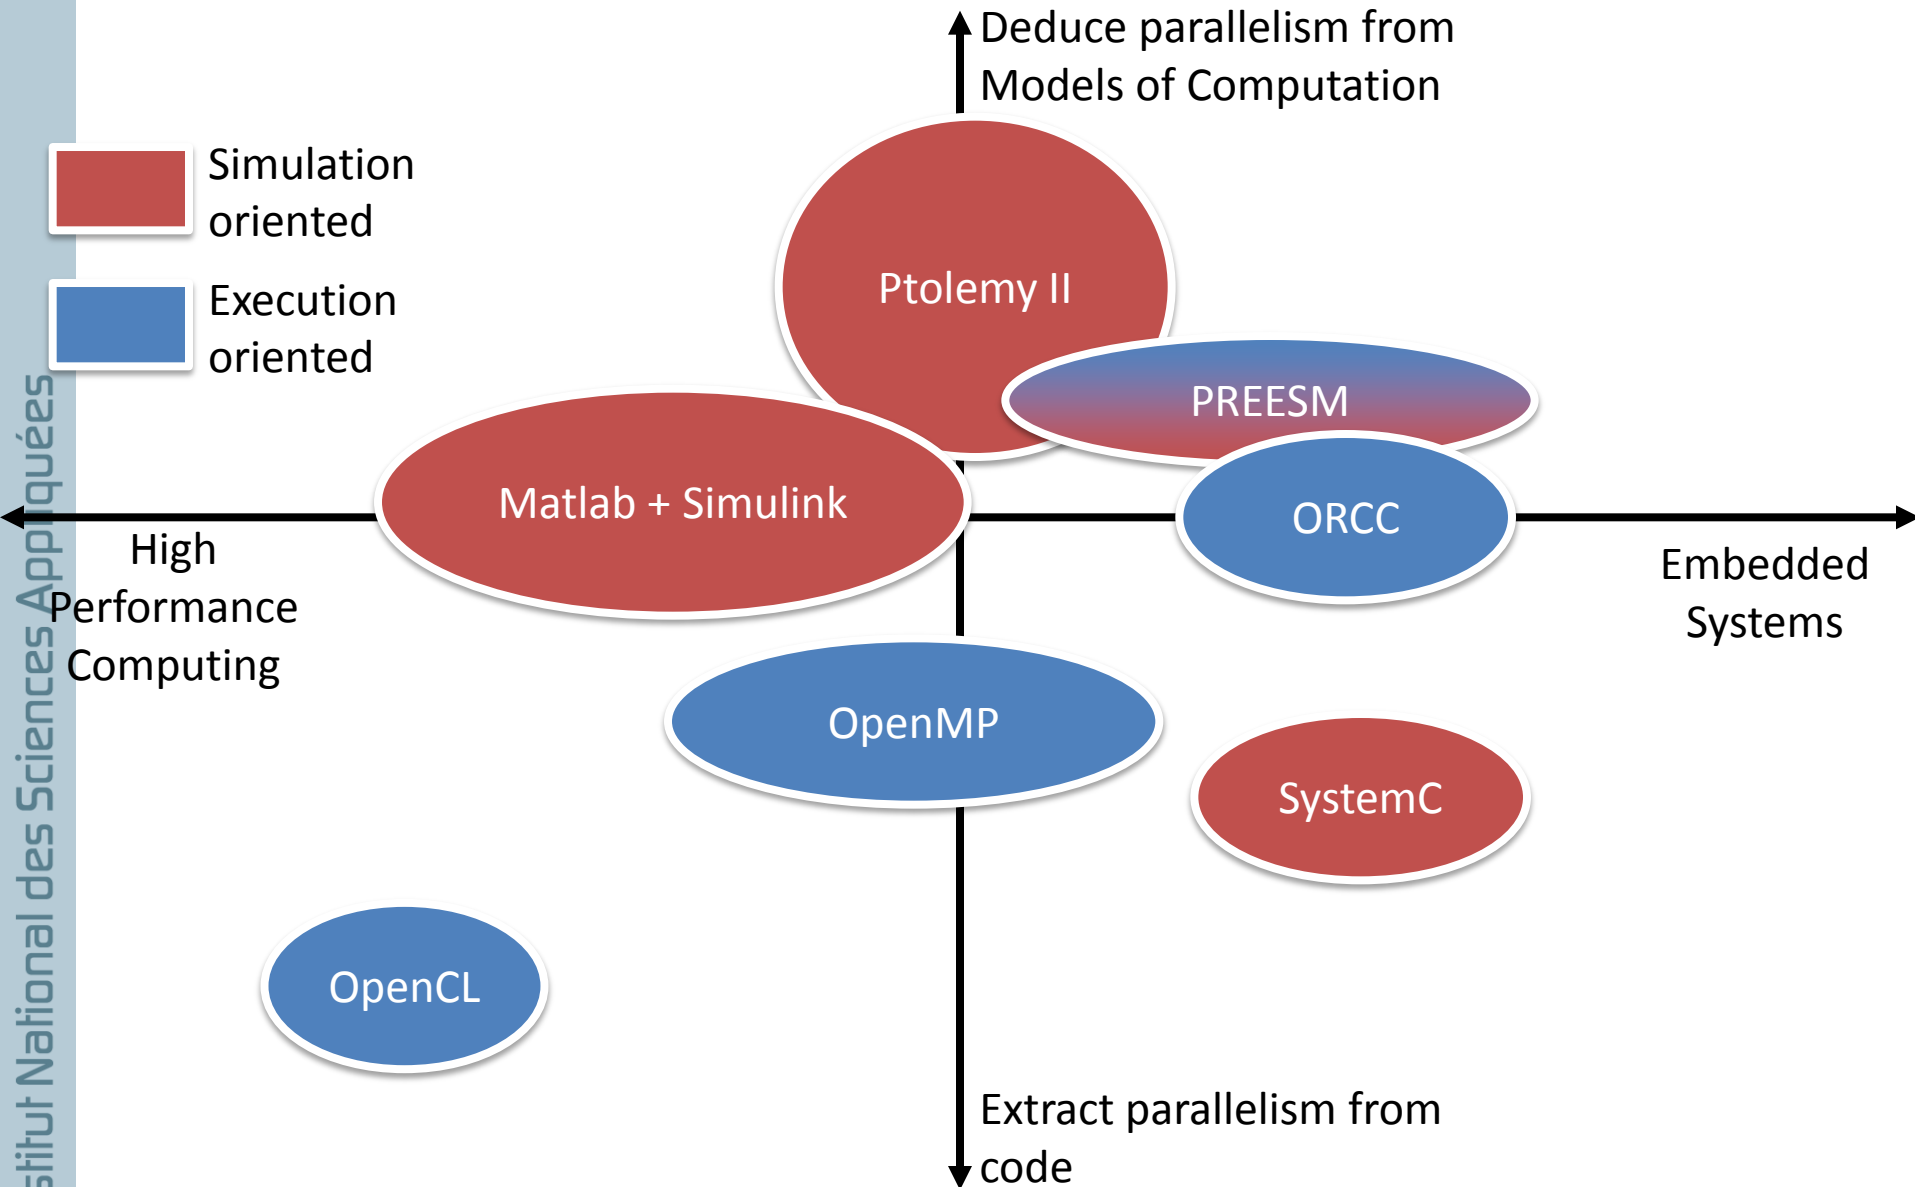 Deduce parallelism from
Models of Computation
Simulation
oriented
Execution
oriented
Ptolemy II
PREESM
Matlab + Simulink
ORCC
High
Performance
Computing
Embedded
Systems
OpenMP
SystemC
OpenCL
Extract parallelism from
code
National des Sciences Appliquées